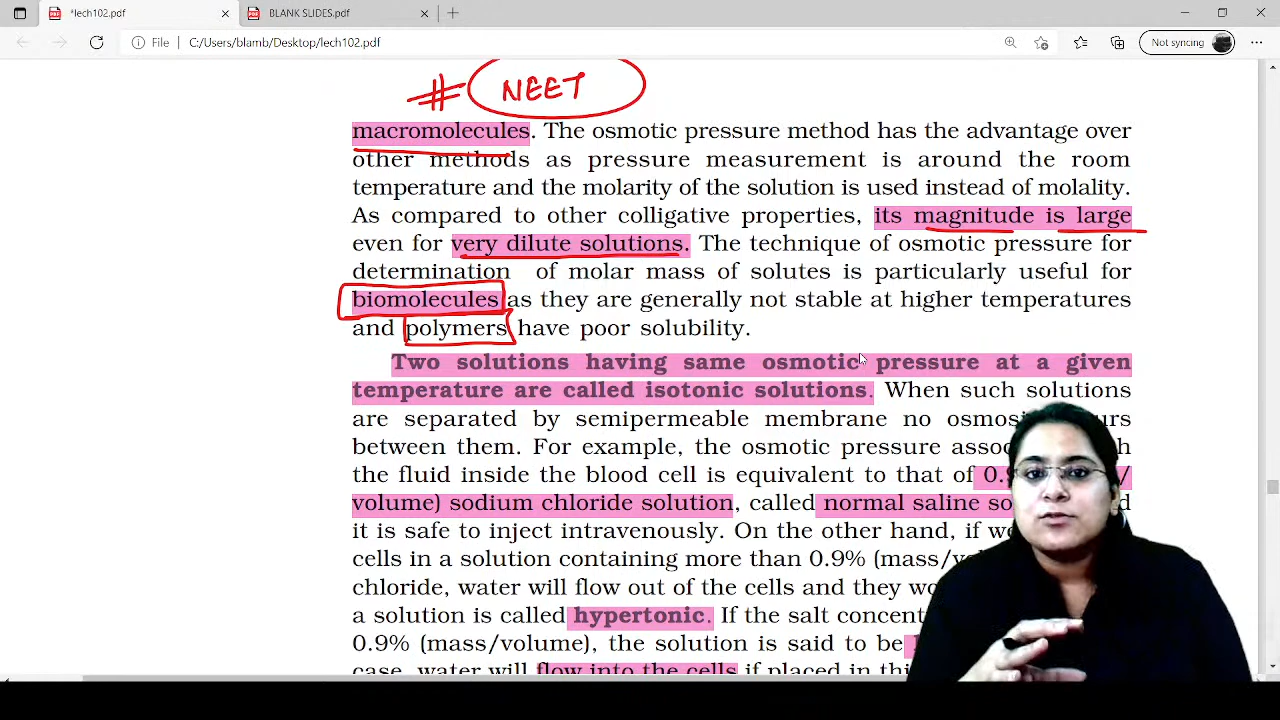 *lech102.pdf
BLANK SLIDES.pdf
File C:/Users/blamb/Desktop/lech102.pdf Not syncing
# NEET
macromolecules. The osmotic pressure method has the advantage over
other methods as pressure measurement is around the room
temperature and the molarity of the solution is used instead of molality.
As compared to other colligative properties, its magnitude is large
even for very dilute solutions. The technique of osmotic pressure for
determination of molar mass of solutes is particularly useful for
biomolecules as they are generally not stable at higher temperatures
and polymers have poor solubility.
Two solutions having same osmotic pressure at a given
temperature are called isotonic solutions. When such solutions
are separated by semipermeable membrane no
between them. For example, the osmotic pressure
the fluid inside the blood cell is equivalent to that of
volume) sodium chloride solution, called normal saline
it is safe to inject intravenously. On the other hand, if
cells in a solution containing more than 0.9% (mass/
chloride, water will flow out of the cells and they
a solution is called hypertonic. If the salt
0.9% (mass/volume), the solution is said to be
case, water will flow into the cells if placed in